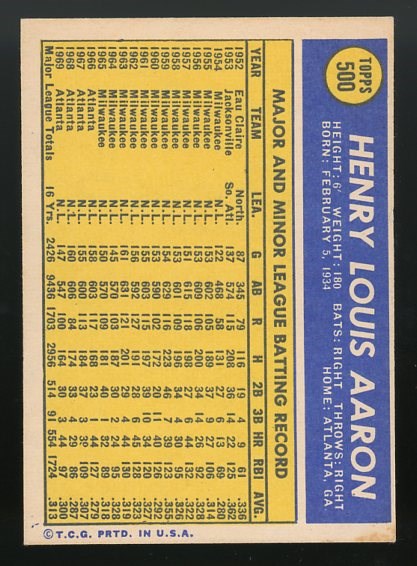 TOPPS
500
HENRY LOUIS AARON
HEIGHT: 6' WEIGHT: 180 BATS: RIGHT THROWS: RIGHT
BORN: FEBRUARY 5, 1934 HOME: ATLANTA, GA
MAJOR AND MINOR LEAGUE BATTING RECORD
YEAR TEAM LEA. G AB R H 2B 3B HR RBI AVG.
1952 Eau Claire North. 87 345 79 116 19 4 9 61 .336
1953 Jacksonville So. Atl. 137 574 115 208 36 14 22 125 .362
1954 Milwaukee N.L. 122 468 58 131 27 6 13 69 .280
1955 Milwaukee N.L. 153 602 105 189 37 9 27 106 .314
1956 Milwaukee N.L. 153 609 106 200 34 14 26 92 .328
1957 Milwaukee N.L. 151 615 118 198 27 6 44 132 .322
1958 Milwaukee N.L. 153 601 109 196 34 4 30 95 .326
1959 Milwaukee N.L. 154 629 116 223 46 7 39 123 .355
1960 Milwaukee N.L. 153 590 102 172 20 11 40 126 .292
1961 Milwaukee N.L. 155 603 115 197 39 10 34 120 .327
1962 Milwaukee N.L. 156 592 127 191 28 6 45 128 .323
1963 Milwaukee N.L. 161 631 121 201 29 4 44 130 .319
1964 Milwaukee N.L. 145 570 103 187 30 2 24 95 .328
1965 Milwaukee N.L. 150 570 109 181 40 1 32 89 .318
1966 Atlanta N.L. 158 603 117 168 23 1 44 127 .279
1967 Atlanta N.L. 155 600 113 184 37 3 39 109 .307
1968 Atlanta N.L. 160 606 84 174 33 4 29 86 .287
1969 Atlanta N.L. 147 547 100 164 30 3 44 97 .300
Major League Totals 16 Yrs. 2426 9436 1703 2956 514 91 554 1724 .313
© T.C.G. PRTD. IN U.S.A.